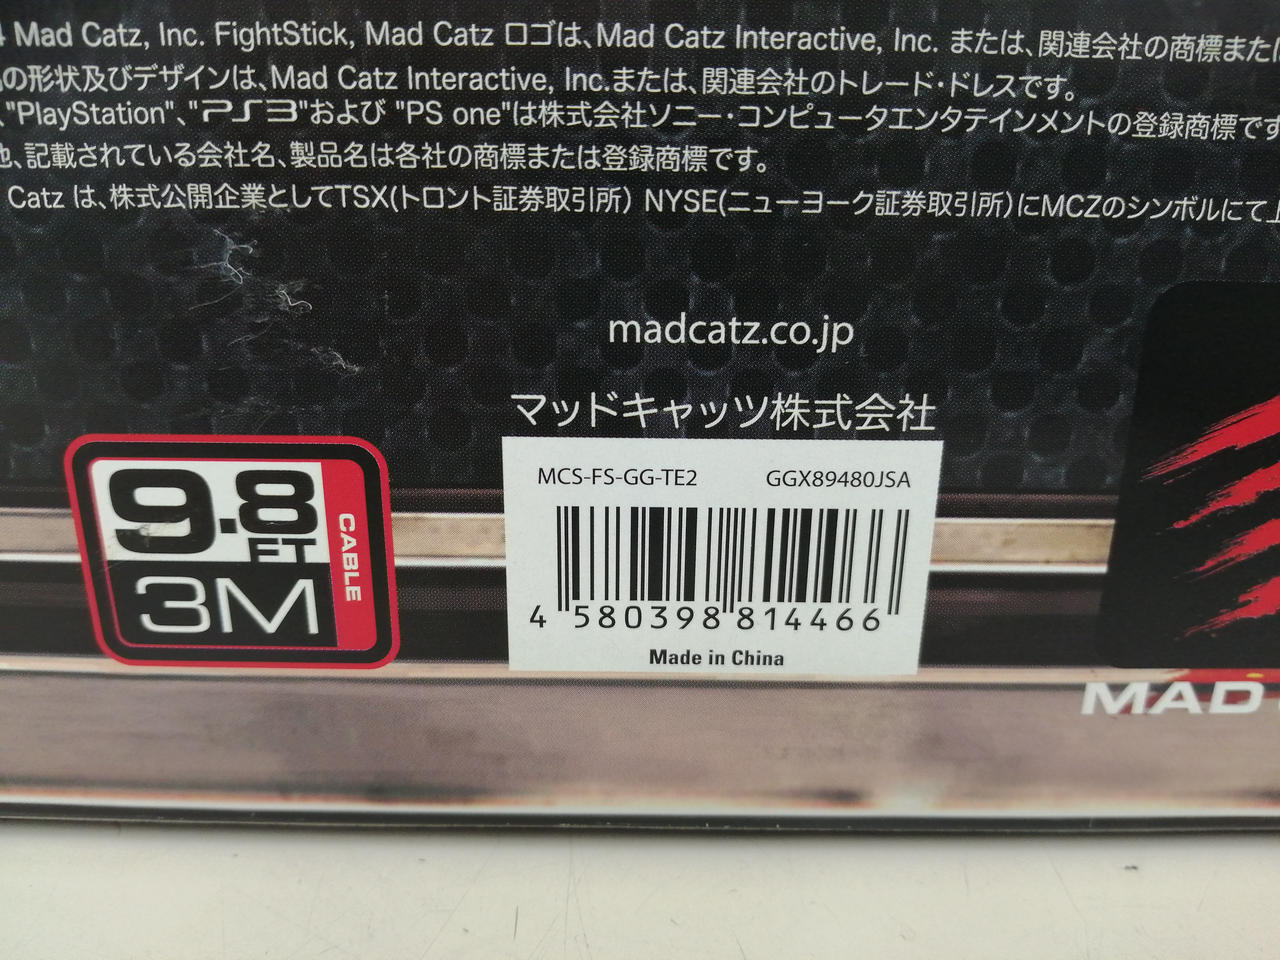 4 Mad Catz, Inc. FightStick, Mad Catz ロゴは、Mad Catz Interactive, Inc. または、関連会社の商標または
の形状及びデザインは、Mad Catz Interactive, Inc.または、関連会社のトレード・ドレスです。
、"PlayStation"、"PS3"および "PS one"は株式会社ソニー・コンピュータエンタテインメントの登録商標です
他、記載されている会社名、製品名は各社の商標または登録商標です。
Catz は、株式公開企業としてTSX(トロント証券取引所) NYSE(ニューヨーク証券取引所)にMCZのシンボルにて上
madcatz.co.jp
マッドキャッツ株式会社
9.8 FT
3M
CABLE
MCS-FS-GG-TE2 GGX89480JSA
4 580398 814466
Made in China
MAD